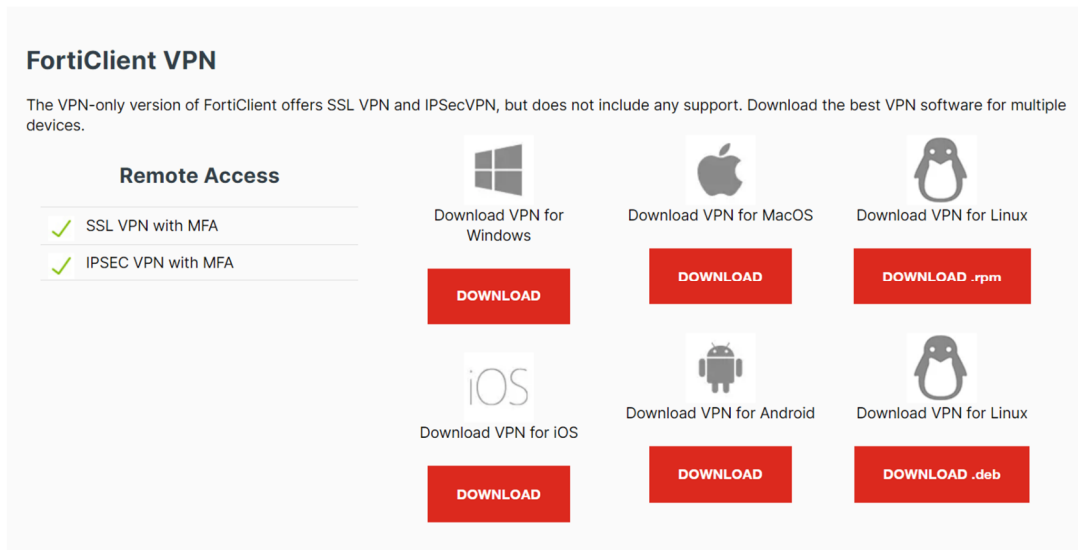 FortiClient VPN
The VPN-only version of FortiClient offers SSL VPN and IPSecVPN, but does not include any support. Download the best VPN software for multiple
devices.
Remote Access
SSL VPN with MFA
IPSEC VPN with MFA
Download VPN for
Windows
DOWNLOAD
Download VPN for MacOS
DOWNLOAD
Download VPN for Linux
DOWNLOAD .rpm
iOS
Download VPN for iOS
DOWNLOAD
Download VPN for Android
DOWNLOAD
Download VPN for Linux
DOWNLOAD .deb